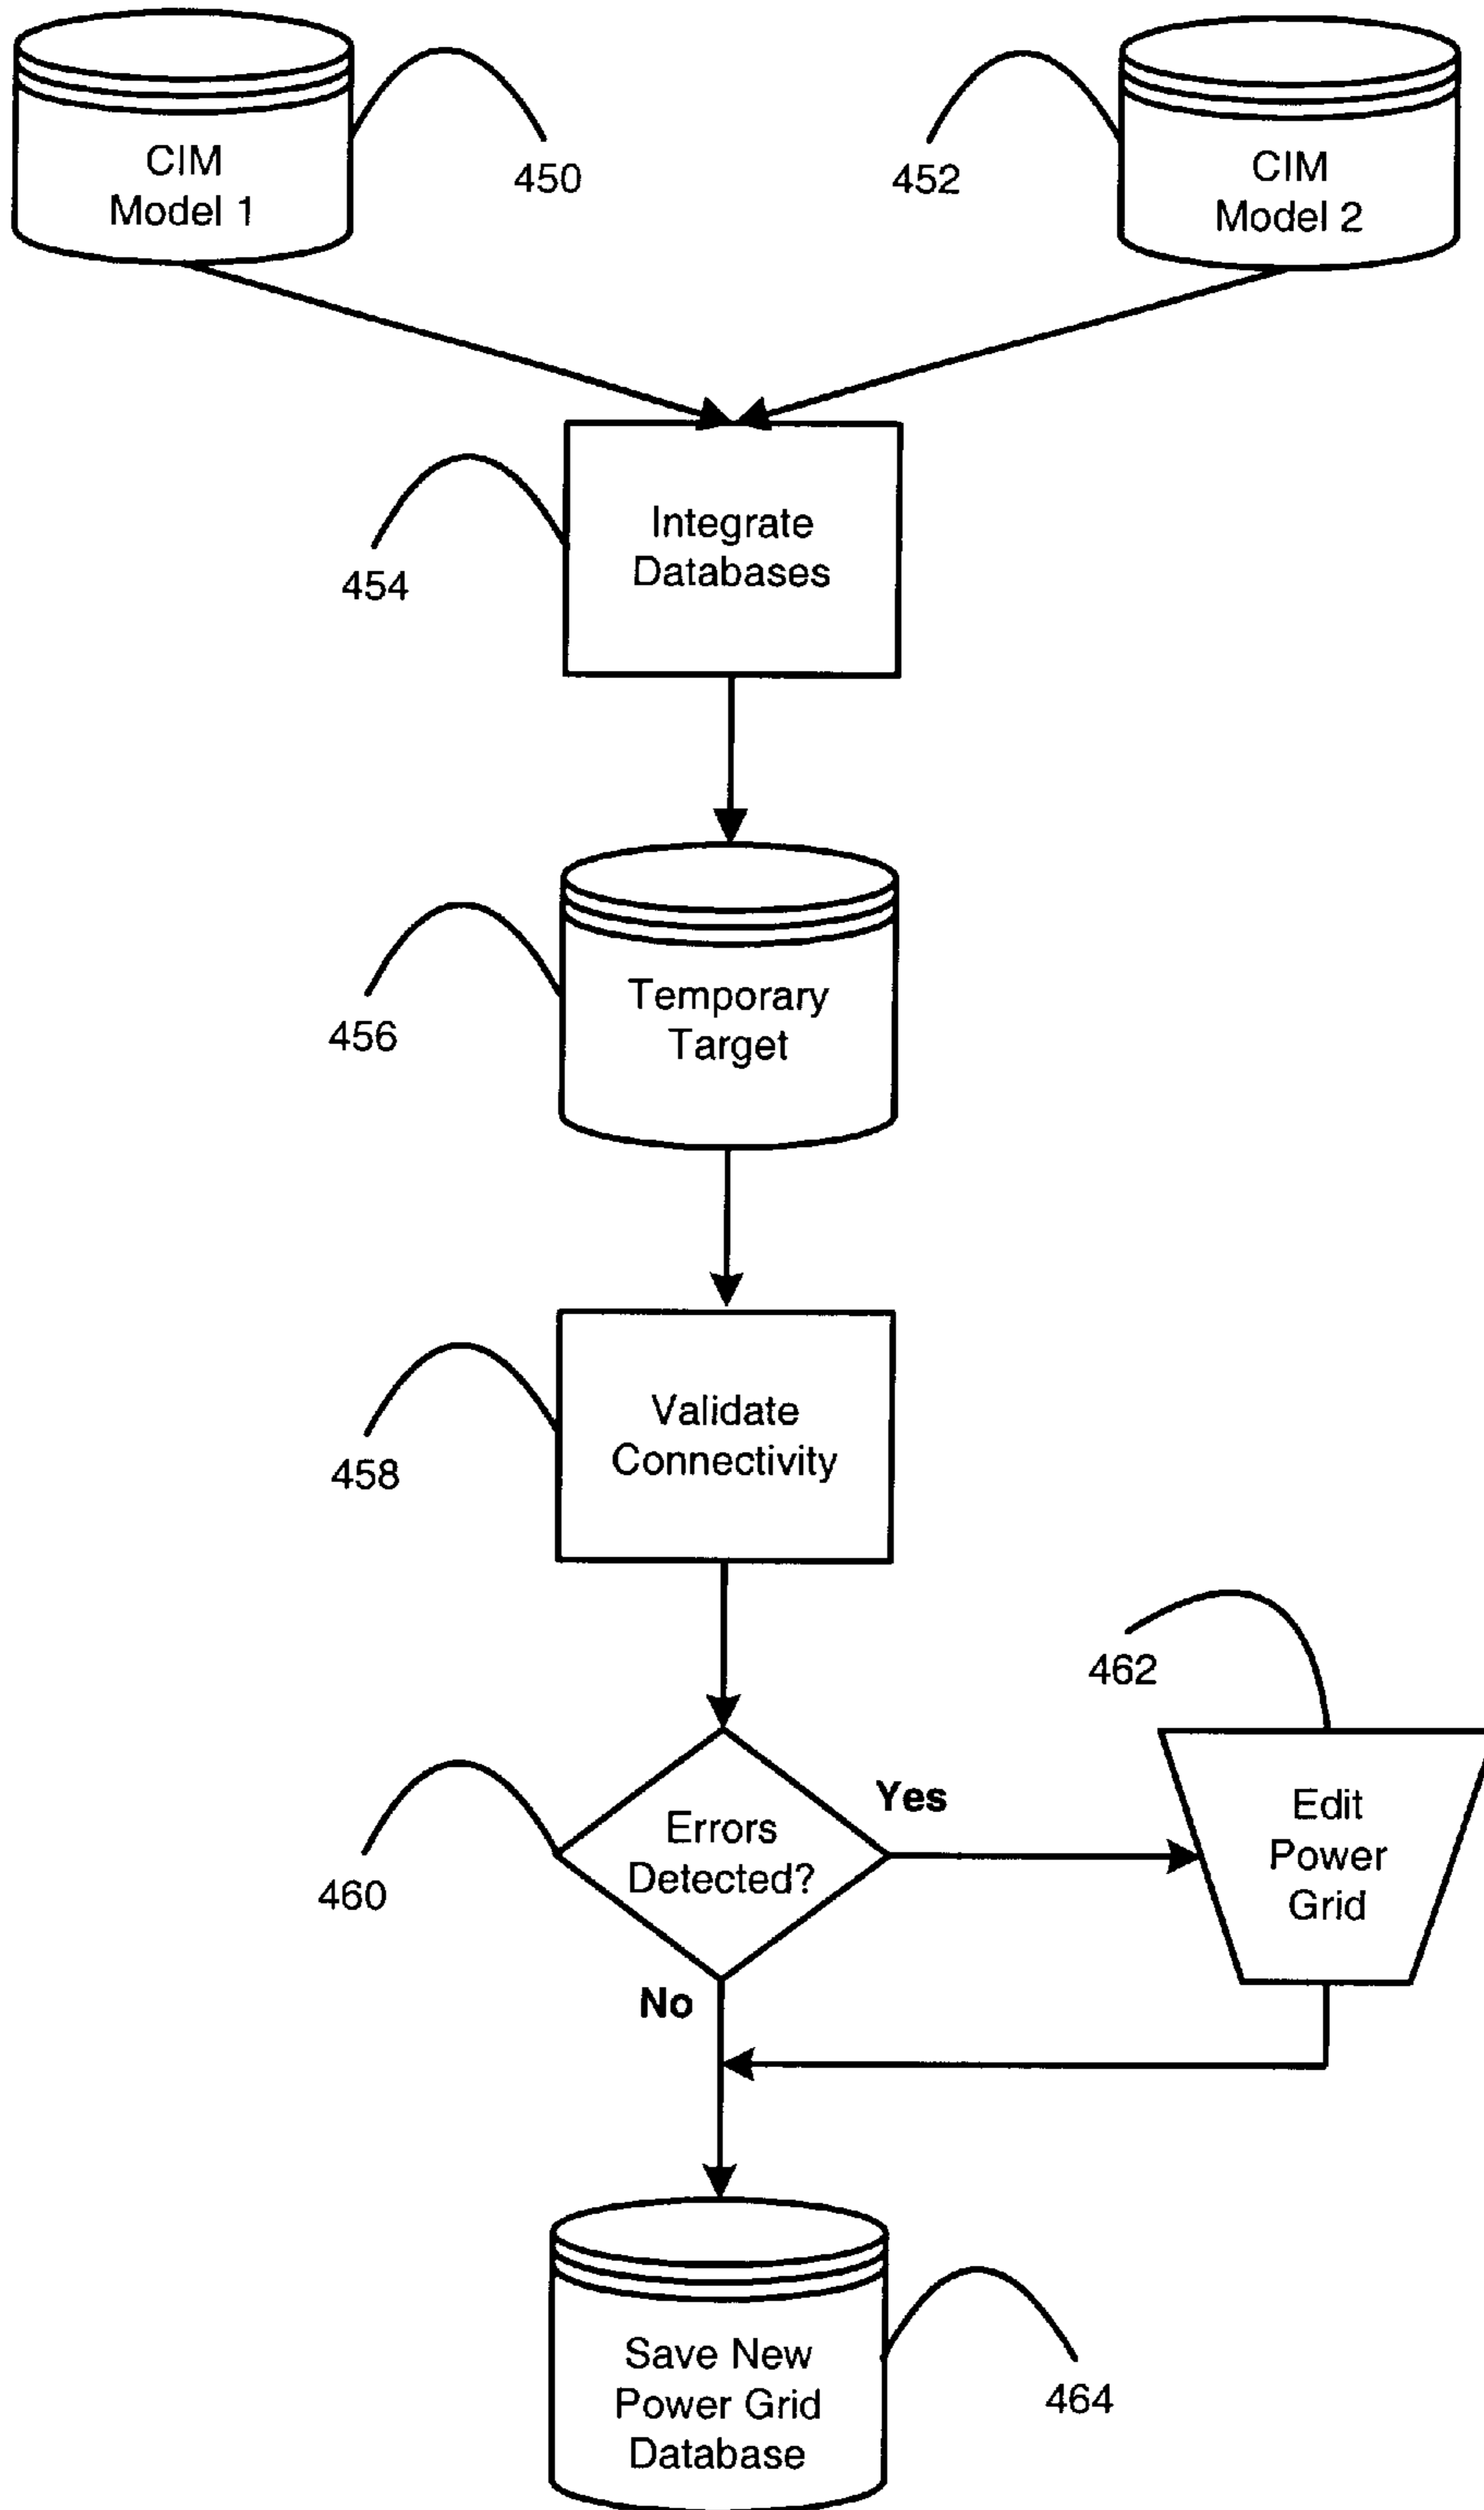 CIM
Model 1
450
452
CIM
Model 2
Integrate
Databases
454
Temporary
Target
456
Validate
Connectivity
458
462
Yes
Edit
Power
Grid
Errors
Detected?
460
No
Save New
Power Grid
Database
464